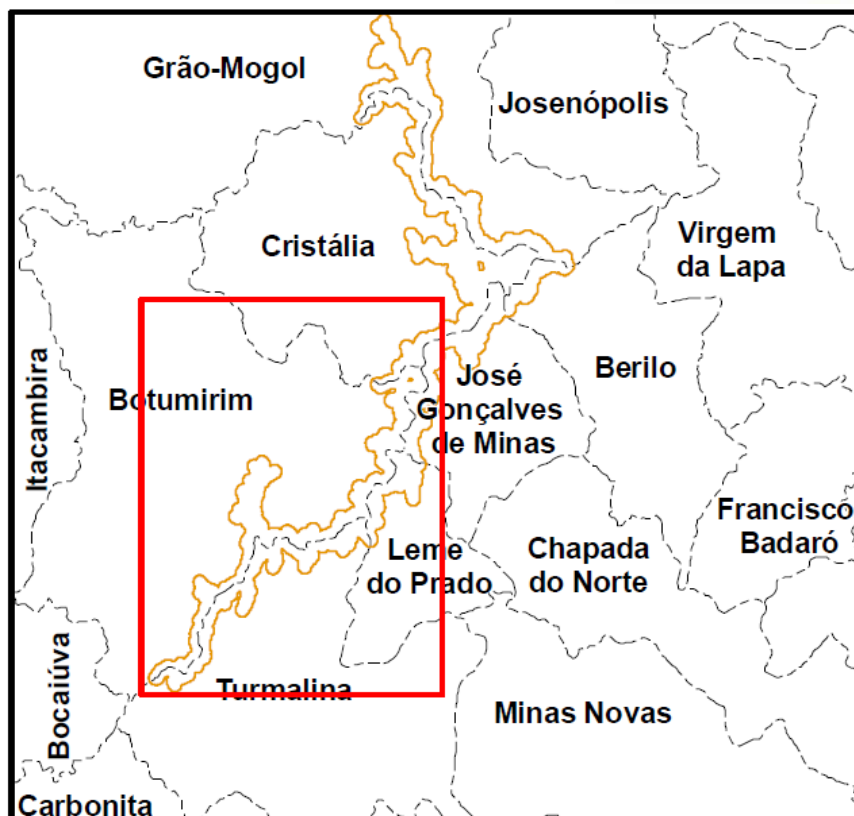 Grão-Mogol
Josenópolis
Cristália
Virgem
da Lapa
Itacambira
Botumirim
José
Gonçalves
de Minas
Berilo
Francisco
Badaró
Leme
do Prado
Chapada
do Norte
Bocaiúva
Turmalina
Minas Novas
Carbonita